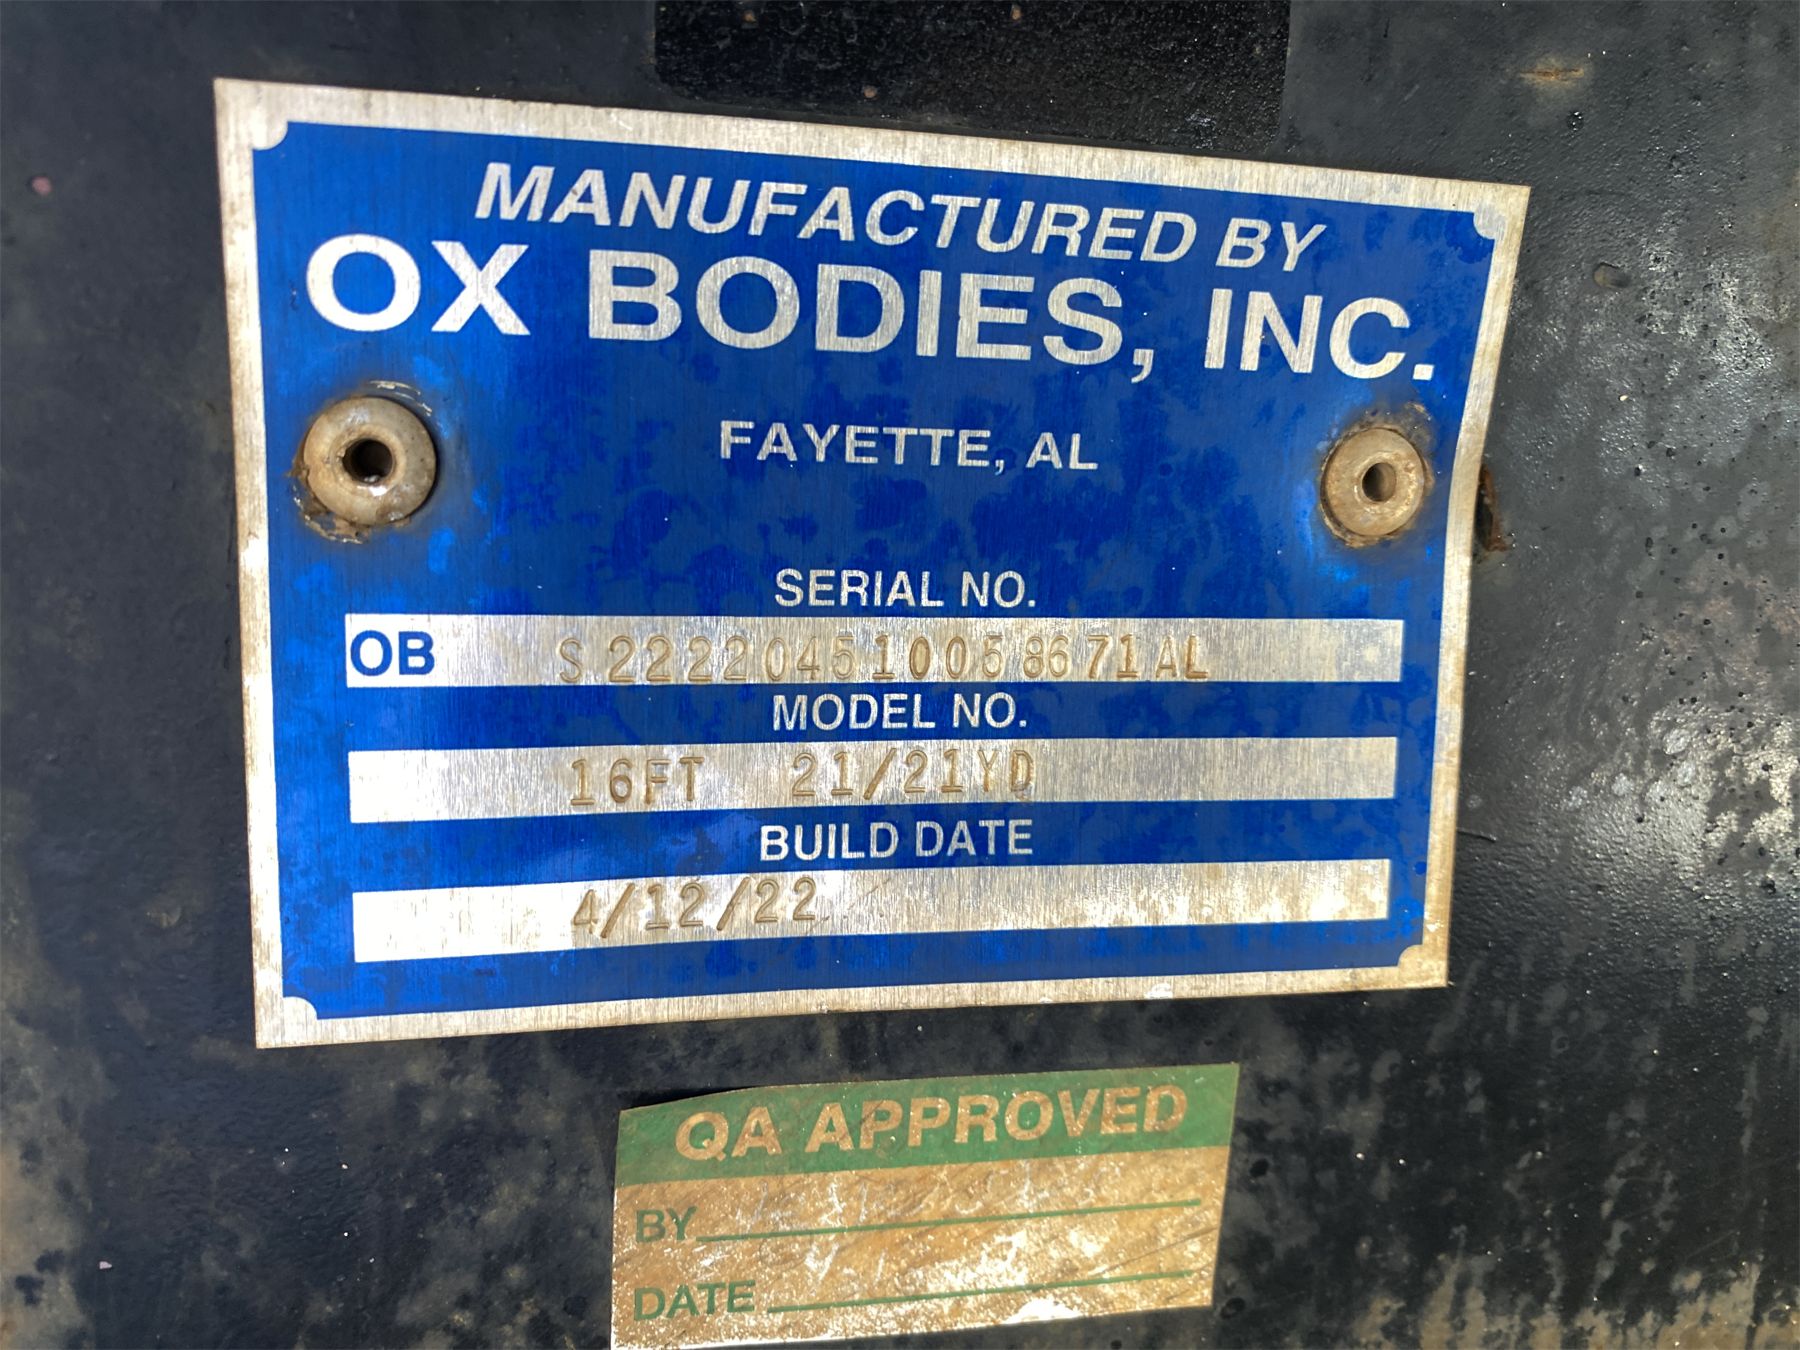 MANUFACTURED BY
OX BODIES, INC.
FAYETTE, AL
SERIAL NO.
OB S222204510058671AL
MODEL NO.
16FT 21/21YD
BUILD DATE
4/12/22
QA APPROVED
BY
DATE